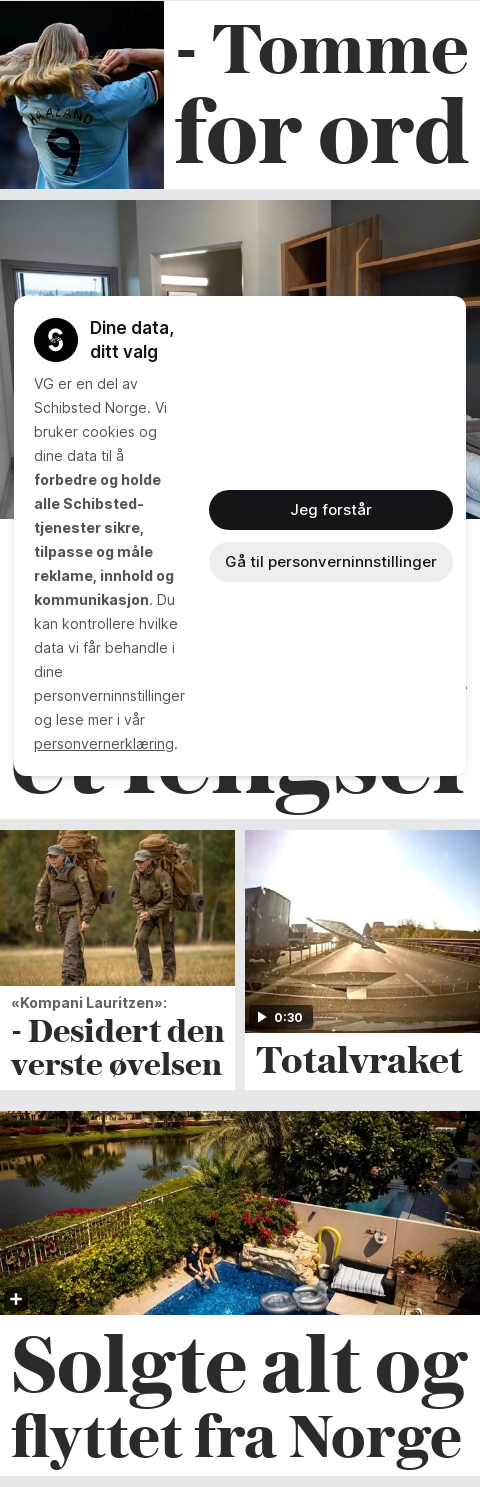 - Tomme
for ord
HAALAND
9
Dine data,
ditt valg
VG er en del av
Schibsted Norge. Vi
bruker cookies og
dine data til å
forbedre og holde
alle Schibsted-
tjenester sikre,
tilpasse og måle
reklame, innhold og
kommunikasjon. Du
kan kontrollere hvilke
data vi får behandle i
dine
personverninnstillinger
og lese mer i vår
personvernerklæring.
Jeg forstår
Gå til personverninnstillinger
et fengsel
«Kompani Lauritzen»:
- Desidert den
verste øvelsen
0:30
Totalvraket
Solgte alt og
flyttet fra Norge